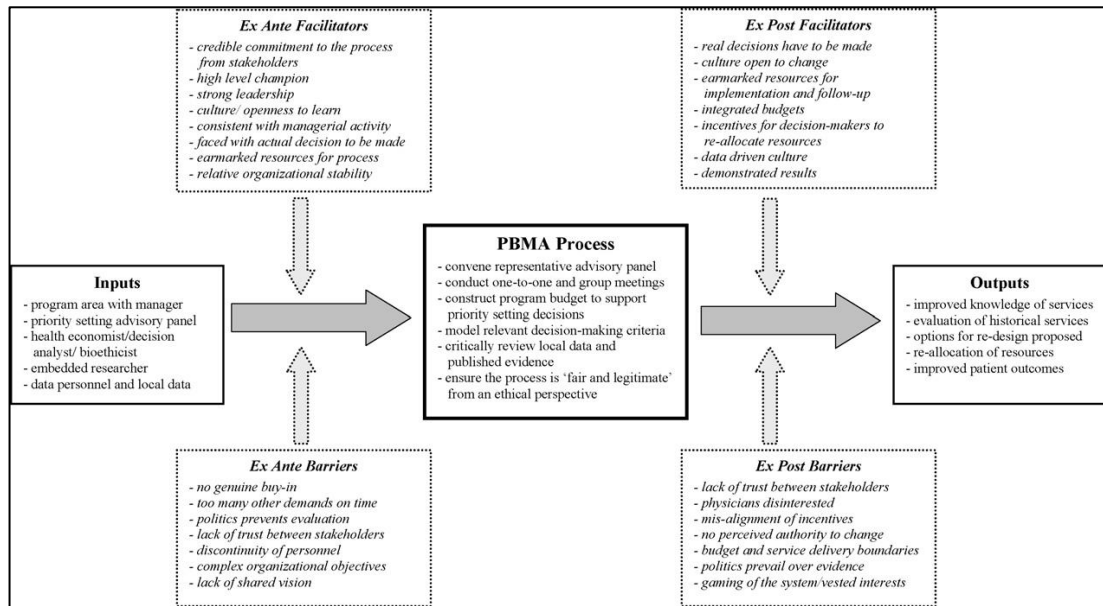 Ex Ante Facilitators
- credible commitment to the process
from stakeholders
- high level champion
- strong leadership
- culture/ openness to learn
- consistent with managerial activity
- faced with actual decision to be made
- earmarked resources for process
- relative organizational stability
Ex Post Facilitators
- real decisions have to be made
- culture open to change
- earmarked resources for
implementation and follow-up
- integrated budgets
- incentives for decision-makers to
re-allocate resources
- data driven culture
- demonstrated results
Inputs
- program area with manager
- priority setting advisory panel
- health economist/decision
analyst/ bioethicist
- embedded researcher
- data personnel and local data
PBMA Process
- convene representative advisory panel
- conduct one-to-one and group meetings
- construct program budget to support
priority setting decisions
- model relevant decision-making criteria
- critically review local data and
published evidence
- ensure the process is ‘fair and legitimate’
from an ethical perspective
Outputs
- improved knowledge of services
- evaluation of historical services
- options for re-design proposed
- re-allocation of resources
- improved patient outcomes
Ex Ante Barriers
- no genuine buy-in
- too many other demands on time
- politics prevents evaluation
- lack of trust between stakeholders
- discontinuity of personnel
- complex organizational objectives
- lack of shared vision
Ex Post Barriers
- lack of trust between stakeholders
- physicians disinterested
- mis-alignment of incentives
- no perceived authority to change
- budget and service delivery boundaries
- politics prevail over evidence
- gaming of the system/vested interests